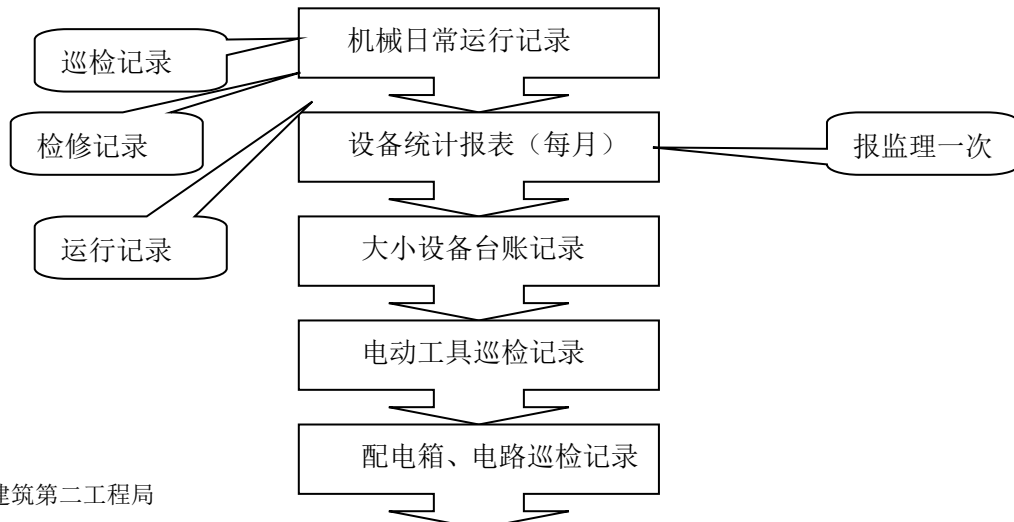 机械日常运行记录
巡检记录
检修记录
设备统计报表（每月）
报监理一次
运行记录
大小设备台账记录
电动工具巡检记录
配电箱、电路巡检记录
建筑第二工程局